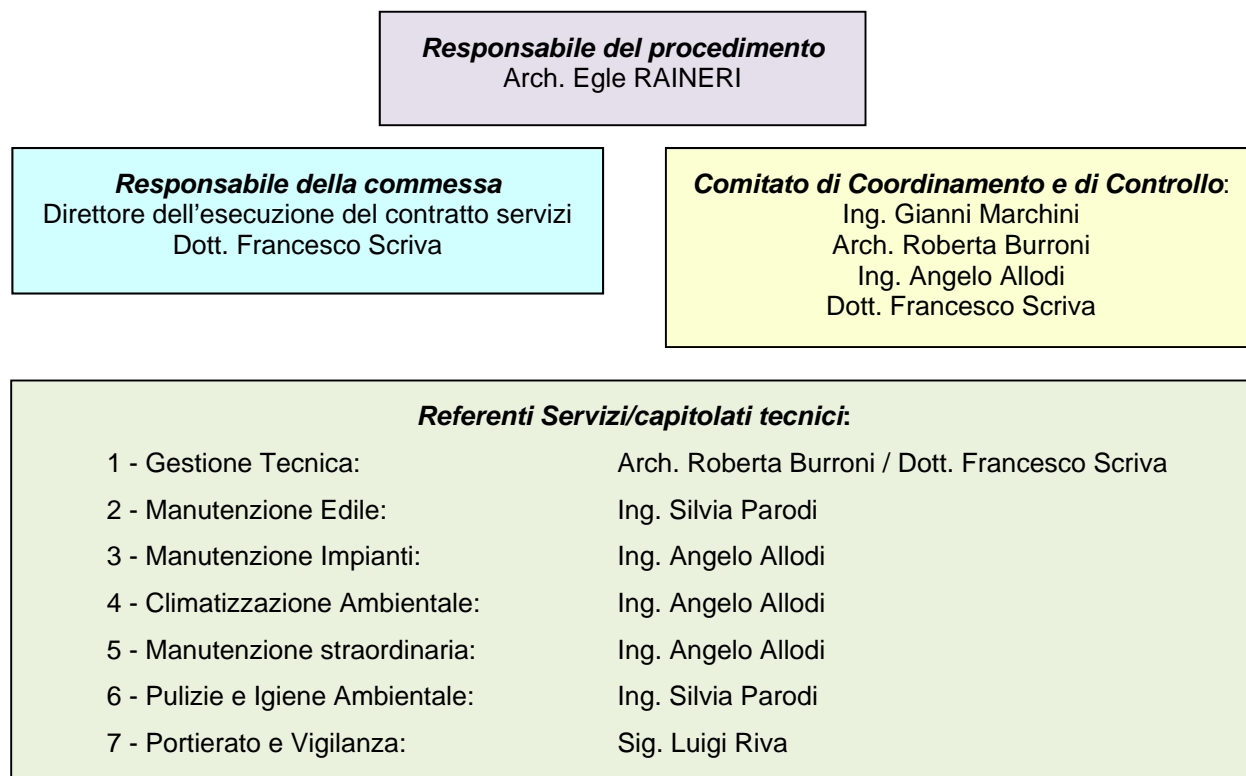 Responsabile del procedimento
Arch. Egle RAINERI
Responsabile della commessa
Direttore dell’esecuzione del contratto servizi
Dott. Francesco Scriva
Comitato di Coordinamento e di Controllo:
Ing. Gianni Marchini
Arch. Roberta Burroni
Ing. Angelo Allodi
Dott. Francesco Scriva
Referenti Servizi/capitolati tecnici:
1 - Gestione Tecnica: Arch. Roberta Burroni / Dott. Francesco Scriva
2 - Manutenzione Edile: Ing. Silvia Parodi
3 - Manutenzione Impianti: Ing. Angelo Allodi
4 - Climatizzazione Ambientale: Ing. Angelo Allodi
5 - Manutenzione straordinaria: Ing. Angelo Allodi
6 - Pulizie e Igiene Ambientale: Ing. Silvia Parodi
7 - Portierato e Vigilanza: Sig. Luigi Riva